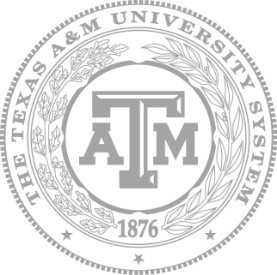 THE TEXAS A&M UNIVERSITY SYSTEM
ATM
1876